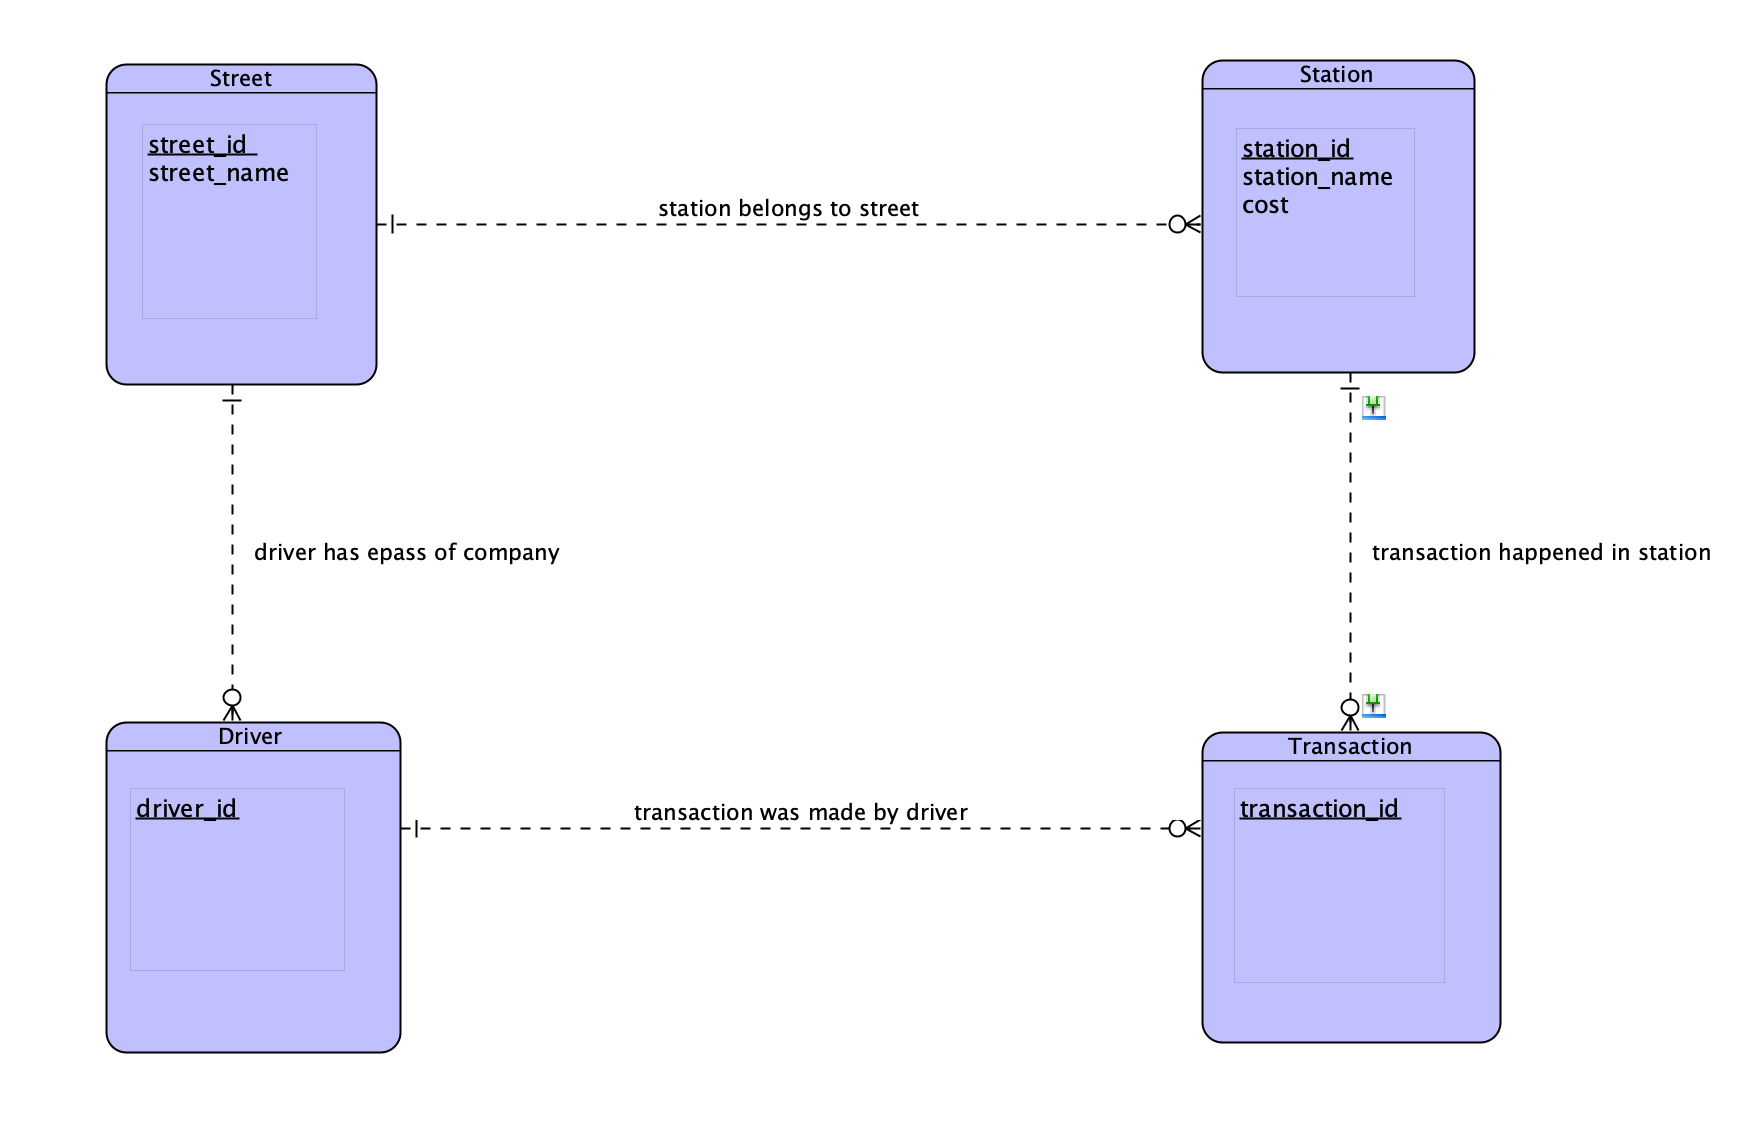 Street
street_id
street_name
Station
station_id
station_name
cost
station belongs to street
driver has epass of company
transaction happened in station
Driver
driver_id
transaction was made by driver
Transaction
transaction_id